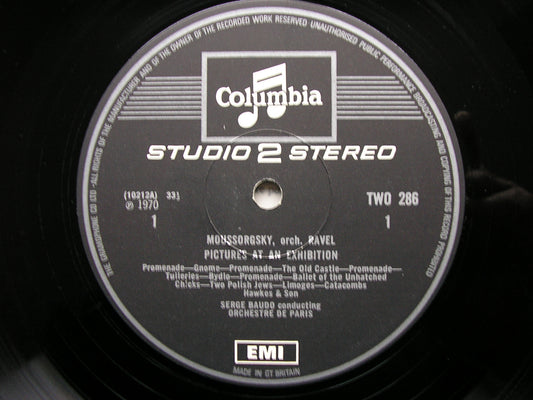 THE GRAMOPHONE CO LTD · ALL RIGHTS OF THE MANUFACTURER AND OF THE OWNER OF THE RECORDED WORK RESERVED UNAUTHORISED PUBLIC PERFORMANCE BROADCASTING AND COPYING OF THIS RECORD PROHIBITED
Columbia
STUDIO 2 STEREO
(10212A) 33⅓
℗ 1970
1
TWO 286
1
MOUSSORGSKY, orch. RAVEL
PICTURES AT AN EXHIBITION
Promenade—Gnome—Promenade—The Old Castle—Promenade—
Tuileries—Bydlo—Promenade—Ballet of the Unhatched
Chicks—Two Polish Jews—Limoges—Catacombs
Hawkes & Son
SERGE BAUDO conducting
ORCHESTRE DE PARIS
EMI
MADE IN GT BRITAIN